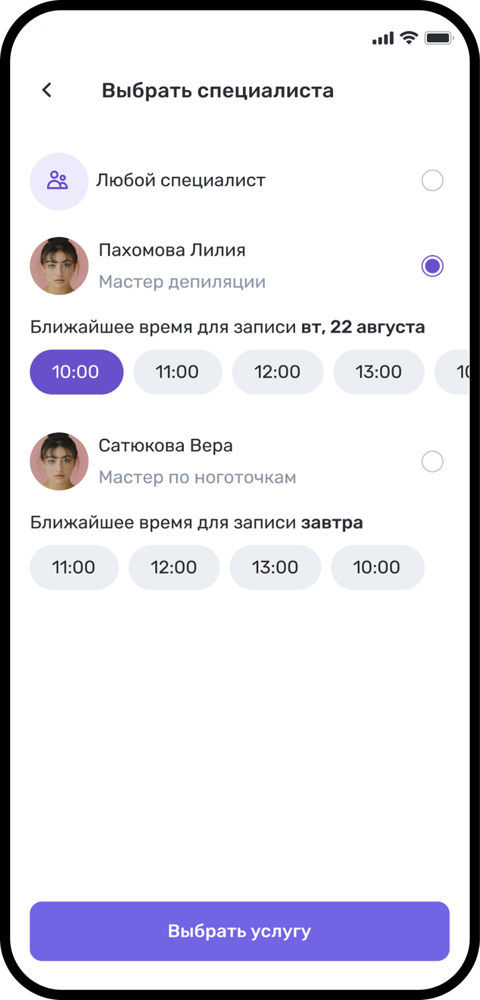 Выбрать специалиста
Любой специалист
Пахомова Лилия
Мастер депиляции
Ближайшее время для записи вт, 22 августа
10:00 11:00 12:00 13:00
Сатюкова Вера
Мастер по ноготочкам
Ближайшее время для записи завтра
11:00 12:00 13:00 10:00
Выбрать услугу